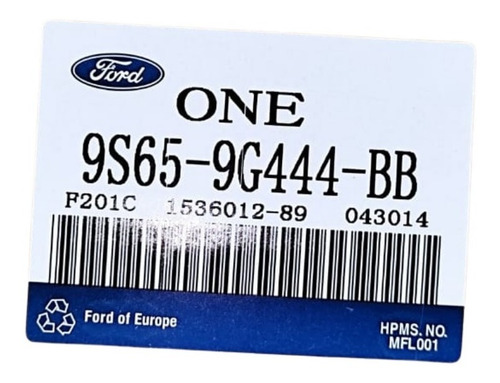 Ford
ONE
9S65-9G444-BB
F201C 1536012-89 043014
Ford of Europe
HPMS. NO.
MFL001